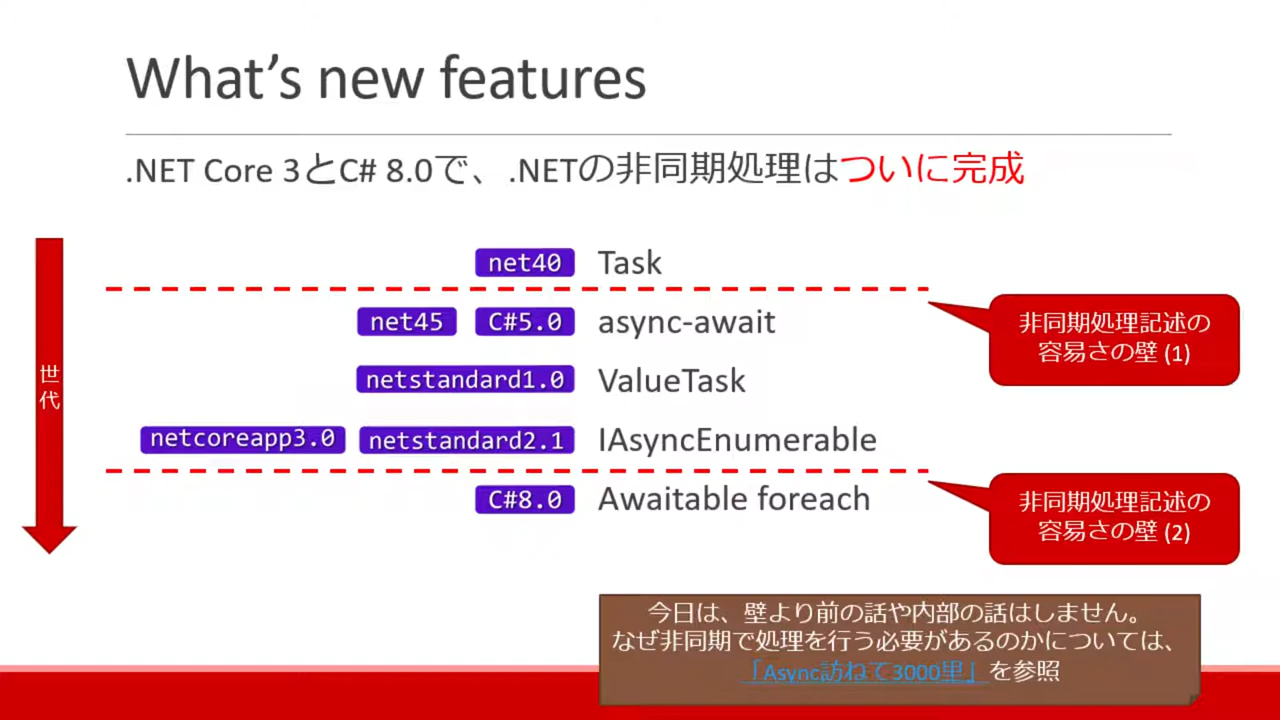 What's new features
.NET Core 3とC# 8.0で、.NETの非同期処理はついに完成
net40 Task
net45 C#5.0 async-await
非同期処理記述の
容易さの壁 (1)
netstandard1.0 ValueTask
世
代
netcoreapp3.0 netstandard2.1 IAsyncEnumerable
C#8.0 Awaitable foreach
非同期処理記述の
容易さの壁 (2)
今日は、壁より前の話や内部の話はしません。
なぜ非同期で処理を行う必要があるのかについては、
「Async訪ねて3000里」を参照